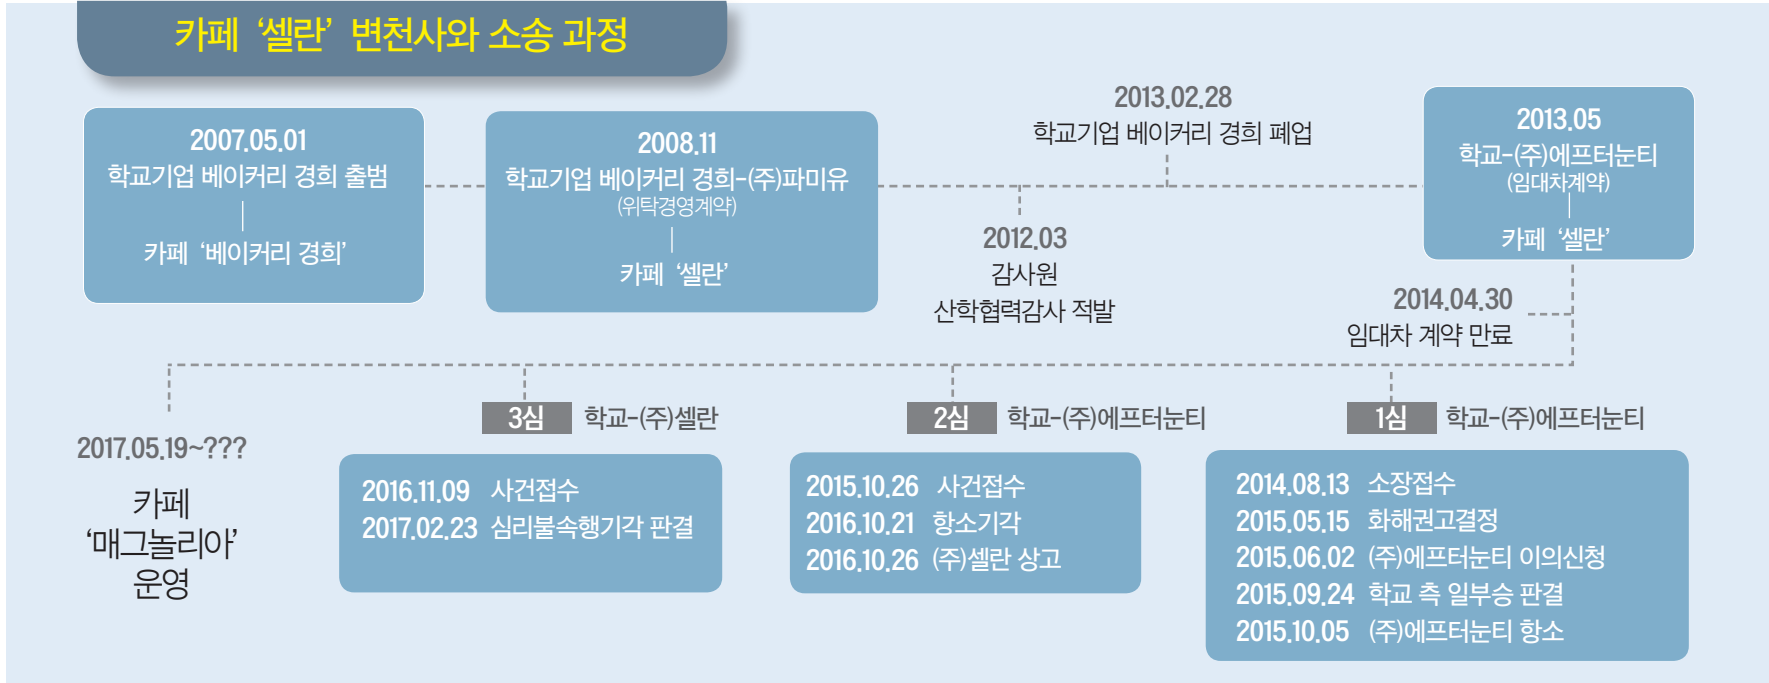 카페 ‘셀란’ 변천사와 소송 과정
2007.05.01
학교기업 베이커리 경희 출범
카페 ‘베이커리 경희’
2008.11
학교기업 베이커리 경희-(주)파미유
(위탁경영계약)
카페 ‘셀란’
2012.03
감사원
산학협력감사 적발
2013.02.28
학교기업 베이커리 경희 폐업
2013.05
학교-(주)에프터눈티
(임대차계약)
카페 ‘셀란’
2014.04.30
임대차 계약 만료
1심 학교-(주)에프터눈티
2014.08.13 소장접수
2015.05.15 화해권고결정
2015.06.02 (주)에프터눈티 이의신청
2015.09.24 학교 측 일부승 판결
2015.10.05 (주)에프터눈티 항소
2심 학교-(주)에프터눈티
2015.10.26 사건접수
2016.10.21 항소기각
2016.10.26 (주)셀란 상고
3심 학교-(주)셀란
2016.11.09 사건접수
2017.02.23 심리불속행기각 판결
2017.05.19~???
카페
‘매그놀리아’
운영